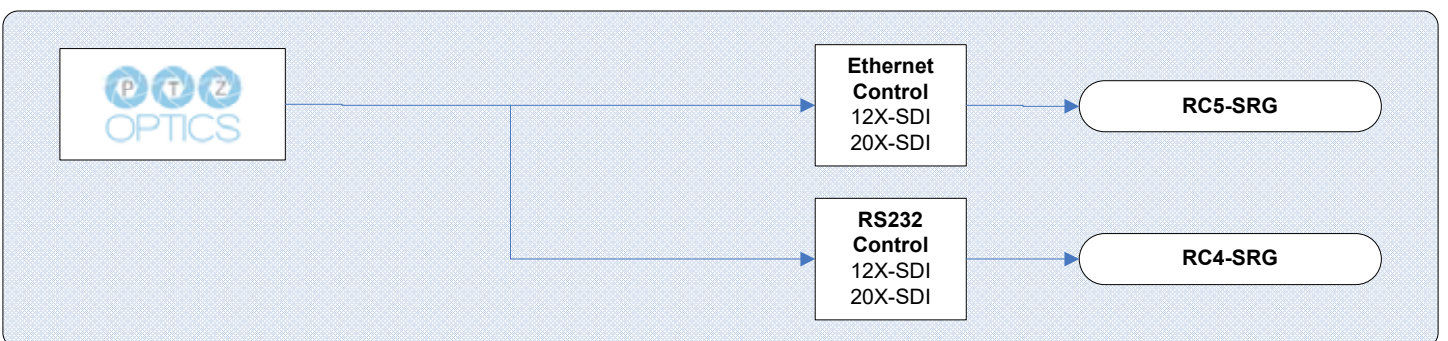 P T Z
OPTICS
Ethernet
Control
12X-SDI
20X-SDI
RC5-SRG
RS232
Control
12X-SDI
20X-SDI
RC4-SRG